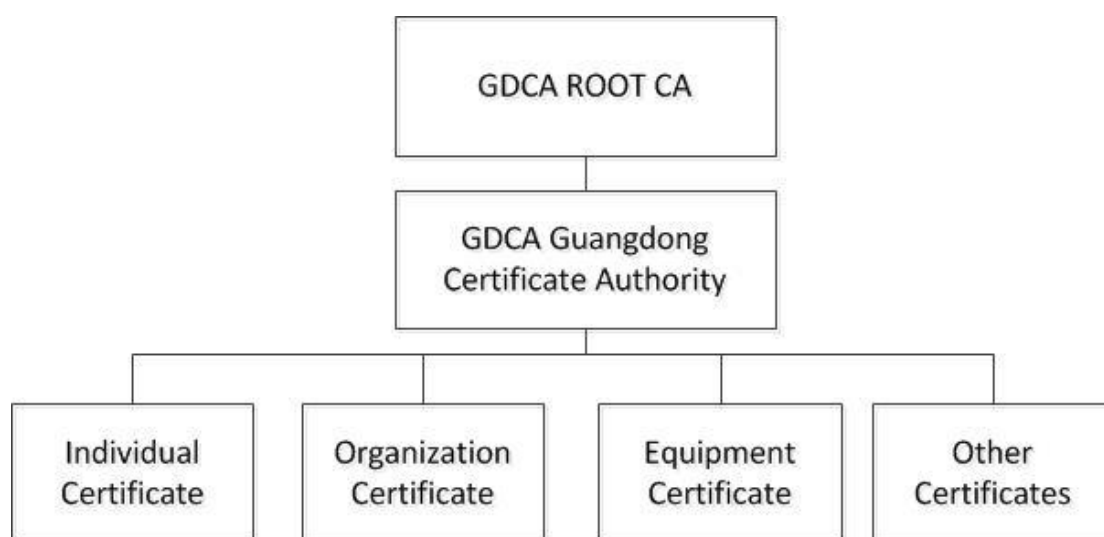 GDCA ROOT CA
GDCA Guangdong
Certificate Authority
Individual
Certificate
Organization
Certificate
Equipment
Certificate
Other
Certificates